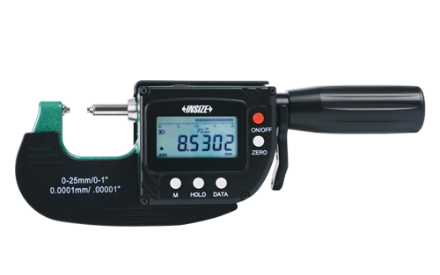 INSIZE
8.5302
ON/OFF
ZERO
M HOLD DATA
0-25mm/0-1"
0.0001mm/ .00001"